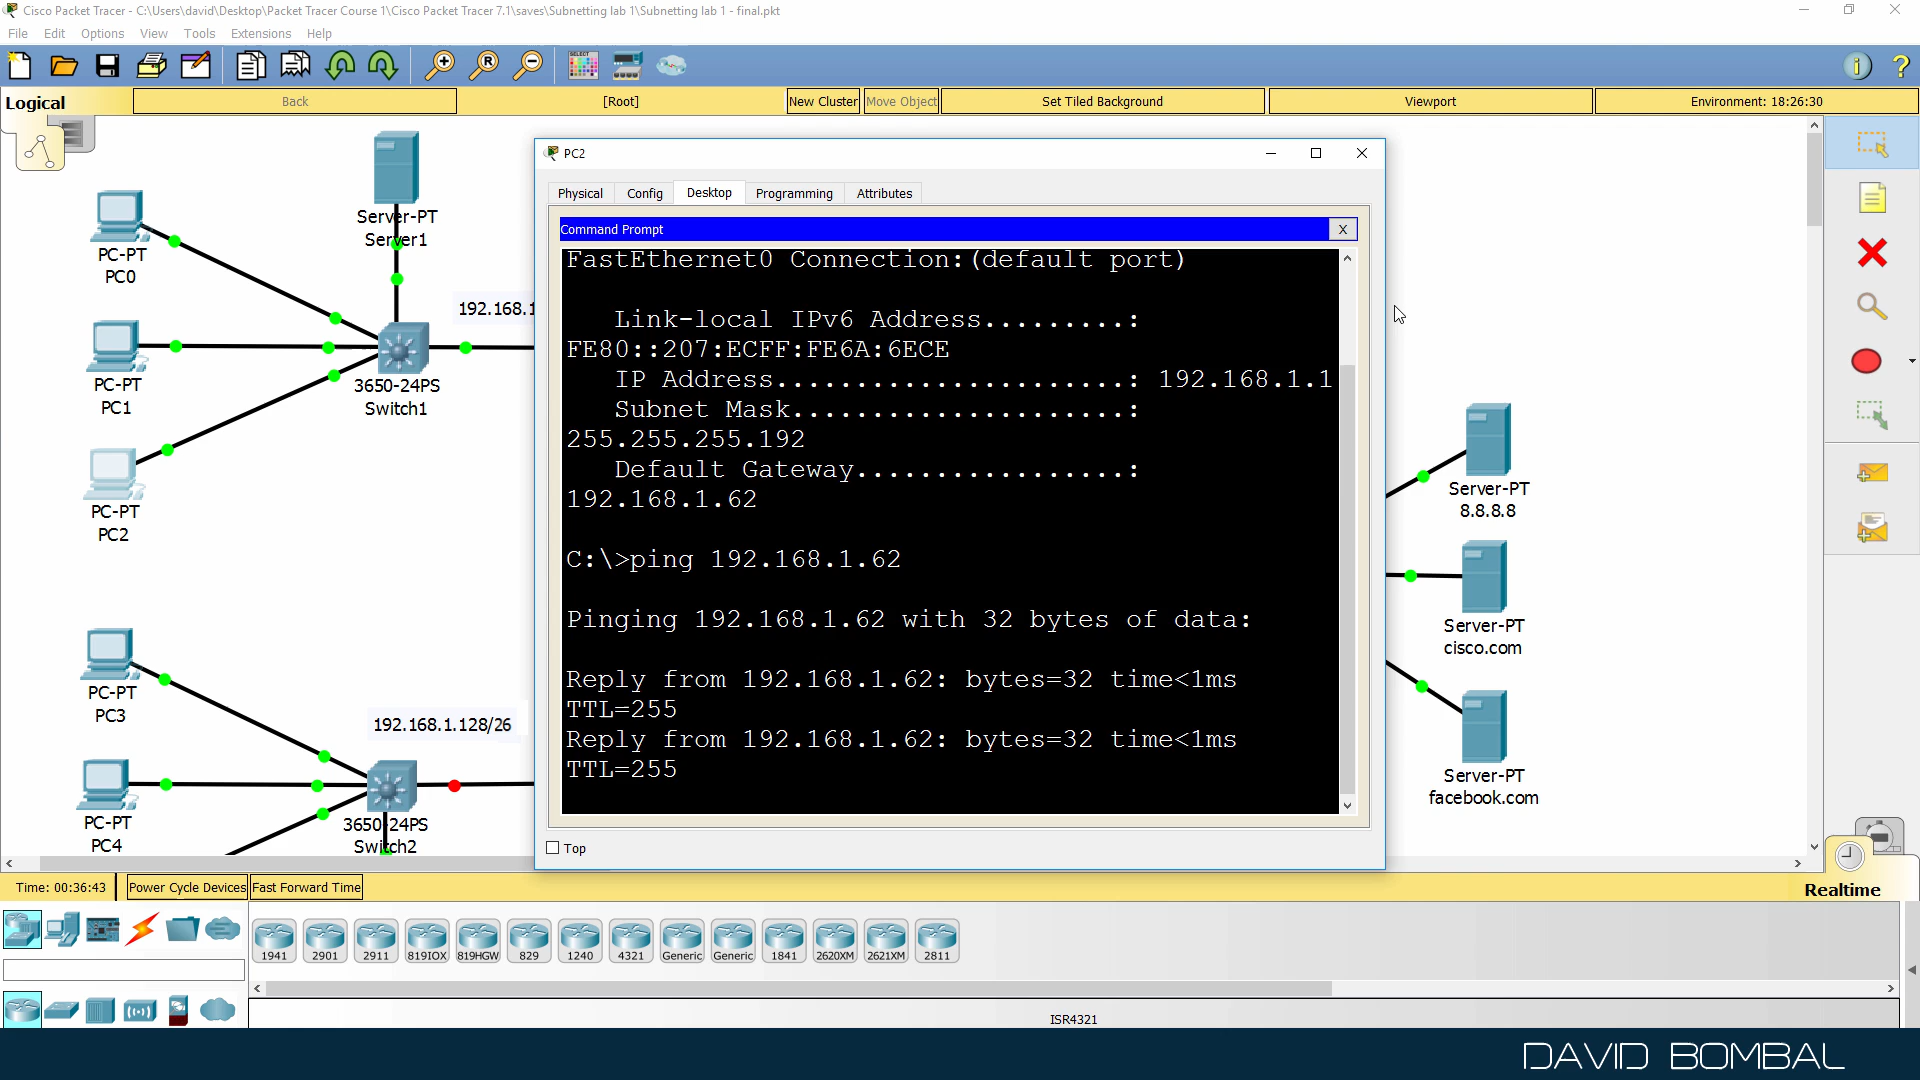 Cisco Packet Tracer - C:\Users\david\Desktop\Packet Tracer Course 1\Cisco Packet Tracer 7.1\saves\Subnetting lab 1\Subnetting lab 1 - final.pkt
File Edit Options View Tools Extensions Help
Logical Back [Root] New Cluster Move Object Set Tiled Background Viewport Environment: 18:26:30
PC-PT
PC0
Server-PT
Server1
192.168.1
PC-PT
PC1
3650-24PS
Switch1
PC-PT
PC2
PC-PT
PC3
192.168.1.128/26
PC-PT
PC4
3650-24PS
Switch2
PC2
Physical Config Desktop Programming Attributes
Command Prompt X
FastEthernet0 Connection:(default port)
Link-local IPv6 Address.........:
FE80::207:ECFF:FE6A:6ECE
IP Address......................: 192.168.1.1
Subnet Mask.....................:
255.255.255.192
Default Gateway.................:
192.168.1.62
C:\>ping 192.168.1.62
Pinging 192.168.1.62 with 32 bytes of data:
Reply from 192.168.1.62: bytes=32 time<1ms
TTL=255
Reply from 192.168.1.62: bytes=32 time<1ms
TTL=255
Top
Server-PT
8.8.8.8
Server-PT
cisco.com
Server-PT
facebook.com
Time: 00:36:43 Power Cycle Devices Fast Forward Time Realtime
1941 2901 2911 819IOX 819HGW 829 1240 4321 Generic Generic 1841 2620XM 2621XM 2811
ISR4321
DAVID BOMBAL